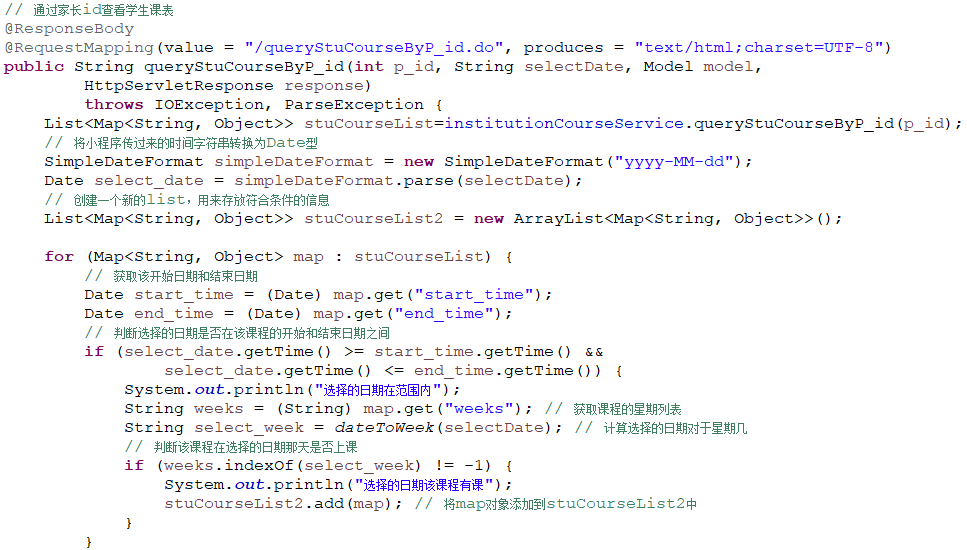 // 通过家长id查看学生课表
@ResponseBody
@RequestMapping(value = "/queryStuCourseByP_id.do", produces = "text/html;charset=UTF-8")
public String queryStuCourseByP_id(int p_id, String selectDate, Model model,
        HttpServletResponse response)
        throws IOException, ParseException {
    List<Map<String, Object>> stuCourseList=institutionCourseService.queryStuCourseByP_id(p_id);
    // 将小程序传过来的时间字符串转换为Date型
    SimpleDateFormat simpleDateFormat = new SimpleDateFormat("yyyy-MM-dd");
    Date select_date = simpleDateFormat.parse(selectDate);
    // 创建一个新的list，用来存放符合条件的信息
    List<Map<String, Object>> stuCourseList2 = new ArrayList<Map<String, Object>>();
    for (Map<String, Object> map : stuCourseList) {
        // 获取该开始日期和结束日期
        Date start_time = (Date) map.get("start_time");
        Date end_time = (Date) map.get("end_time");
        // 判断选择的日期是否在该课程的开始和结束日期之间
        if (select_date.getTime() >= start_time.getTime() &&
                select_date.getTime() <= end_time.getTime()) {
            System.out.println("选择的日期在范围内");
            String weeks = (String) map.get("weeks"); // 获取课程的星期列表
            String select_week = dateToWeek(selectDate); // 计算选择的日期对于星期几
            // 判断该课程在选择的日期那天是否上课
            if (weeks.indexOf(select_week) != -1) {
                System.out.println("选择的日期该课程有课");
                stuCourseList2.add(map); // 将map对象添加到stuCourseList2中
            }
        }